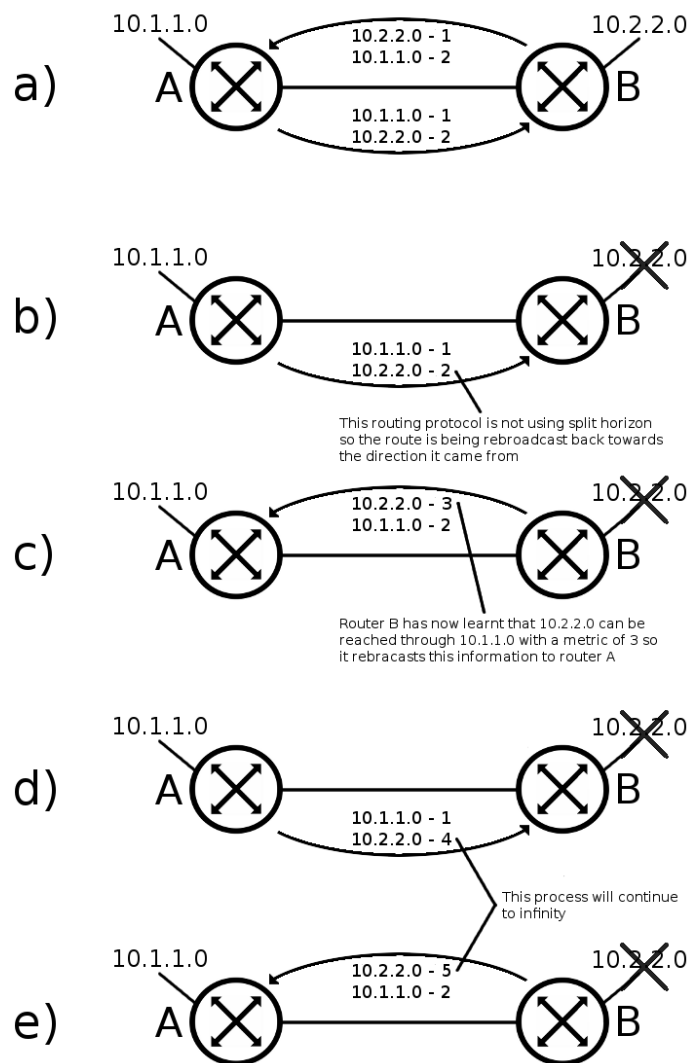 10.1.1.0
10.2.2.0
10.2.2.0 - 1
10.1.1.0 - 2
a)
A
B
10.1.1.0 - 1
10.2.2.0 - 2
10.1.1.0
10.2.2.0
b)
A
B
10.1.1.0 - 1
10.2.2.0 - 2
This routing protocol is not using split horizon
so the route is being rebroadcast back towards
the direction it came from
10.1.1.0
10.2.2.0
10.2.2.0 - 3
10.1.1.0 - 2
c)
A
B
Router B has now learnt that 10.2.2.0 can be
reached through 10.1.1.0 with a metric of 3 so
it rebracasts this information to router A
10.1.1.0
10.2.2.0
d)
A
B
10.1.1.0 - 1
10.2.2.0 - 4
This process will continue
to infinity
10.1.1.0
10.2.2.0
10.2.2.0 - 5
10.1.1.0 - 2
e)
A
B